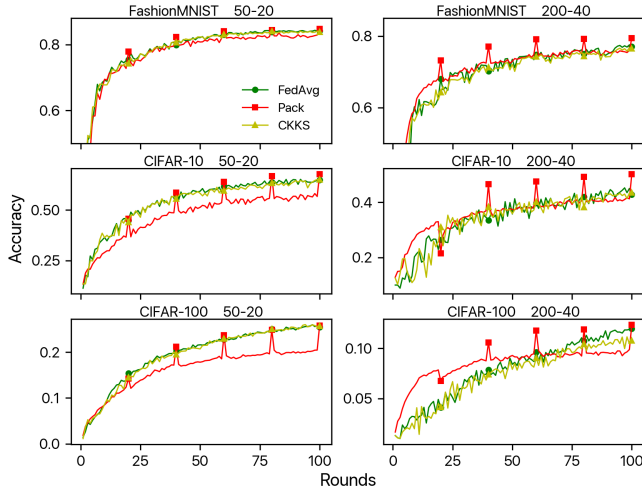 FashionMNIST 50-20
FashionMNIST 200-40
0.8
0.6
FedAvg
Pack
CKKS
0.8
0.6
CIFAR-10 50-20
CIFAR-10 200-40
0.50
0.25
0.4
0.2
Accuracy
CIFAR-100 50-20
CIFAR-100 200-40
0.2
0.1
0.0
0.10
0.05
0 25 50 75 100
0 25 50 75 100
Rounds